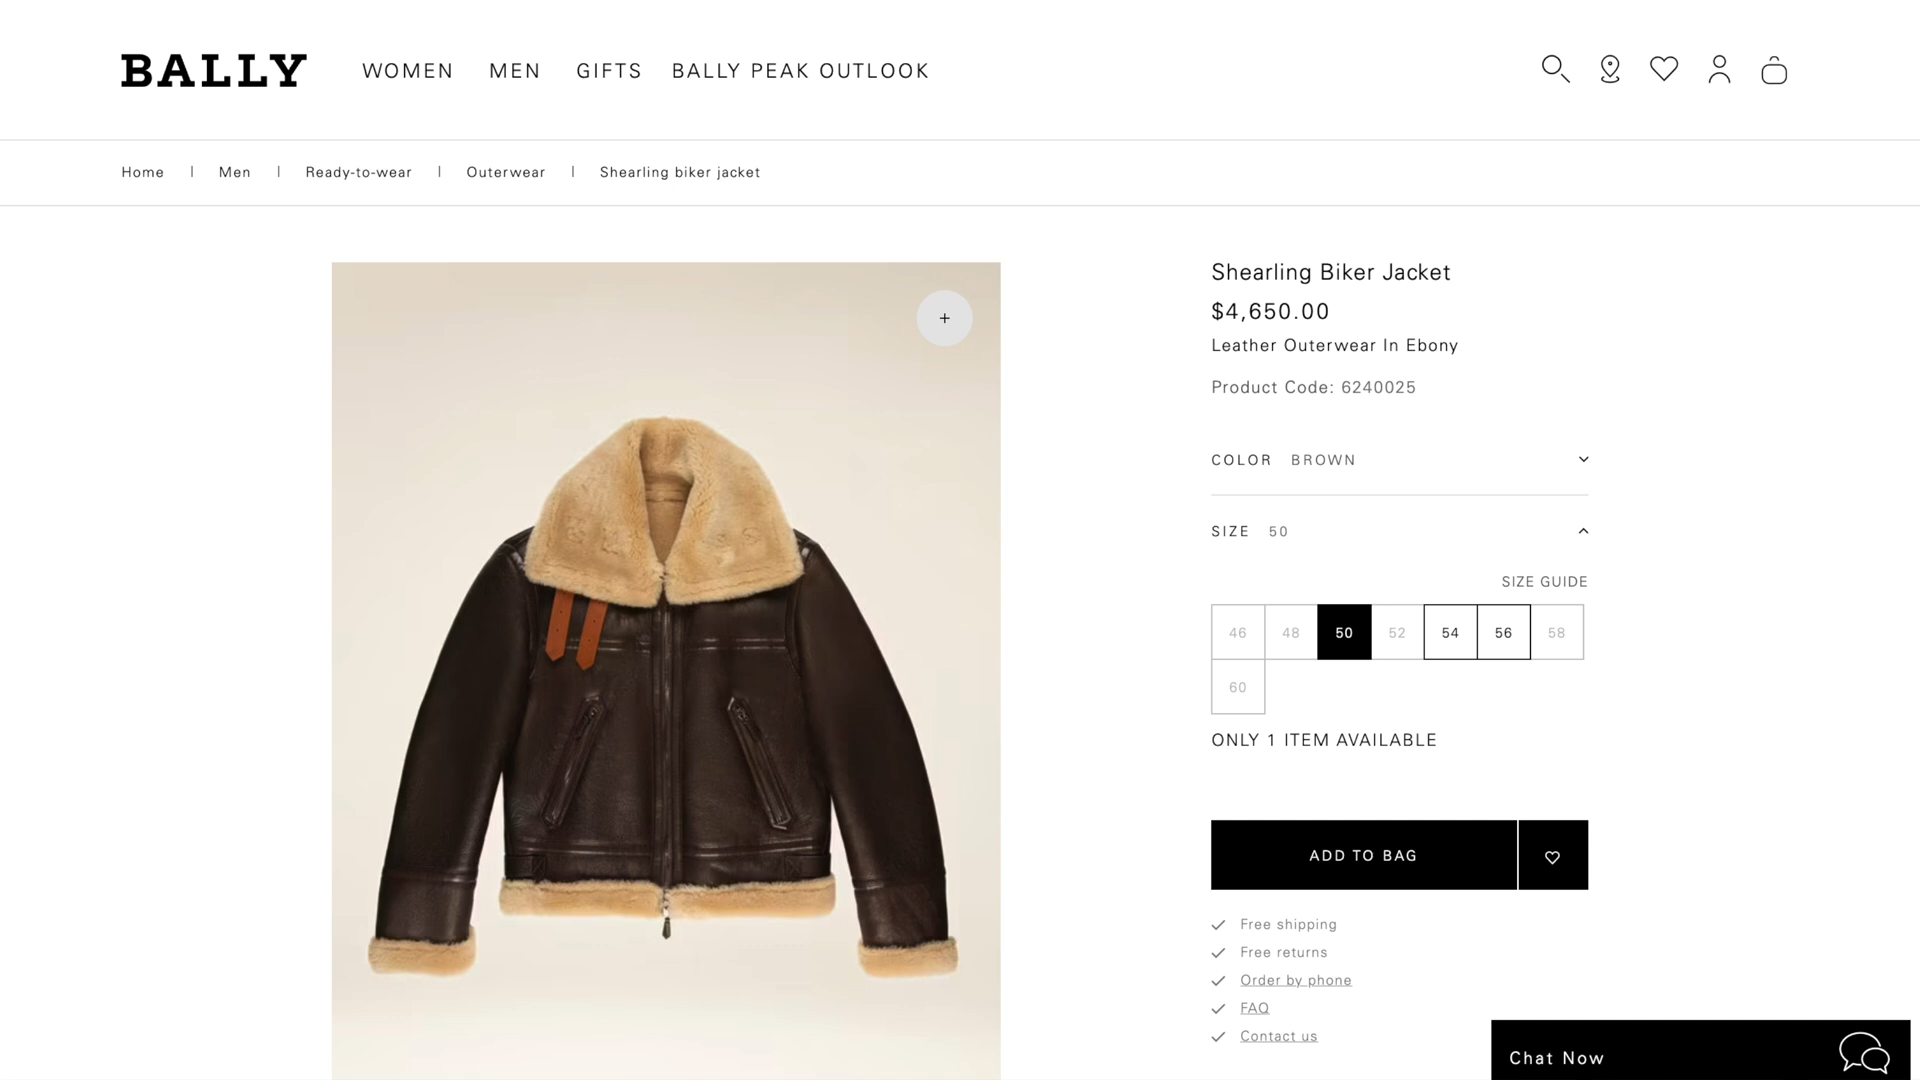 BALLY WOMEN MEN GIFTS BALLY PEAK OUTLOOK
Home | Men | Ready-to-wear | Outerwear | Shearling biker jacket
Shearling Biker Jacket
$4,650.00
Leather Outerwear In Ebony
Product Code: 6240025
COLOR BROWN
SIZE 50
SIZE GUIDE
46 48 50 52 54 56 58
60
ONLY 1 ITEM AVAILABLE
ADD TO BAG
Free shipping
Free returns
Order by phone
FAQ
Contact us
Chat Now